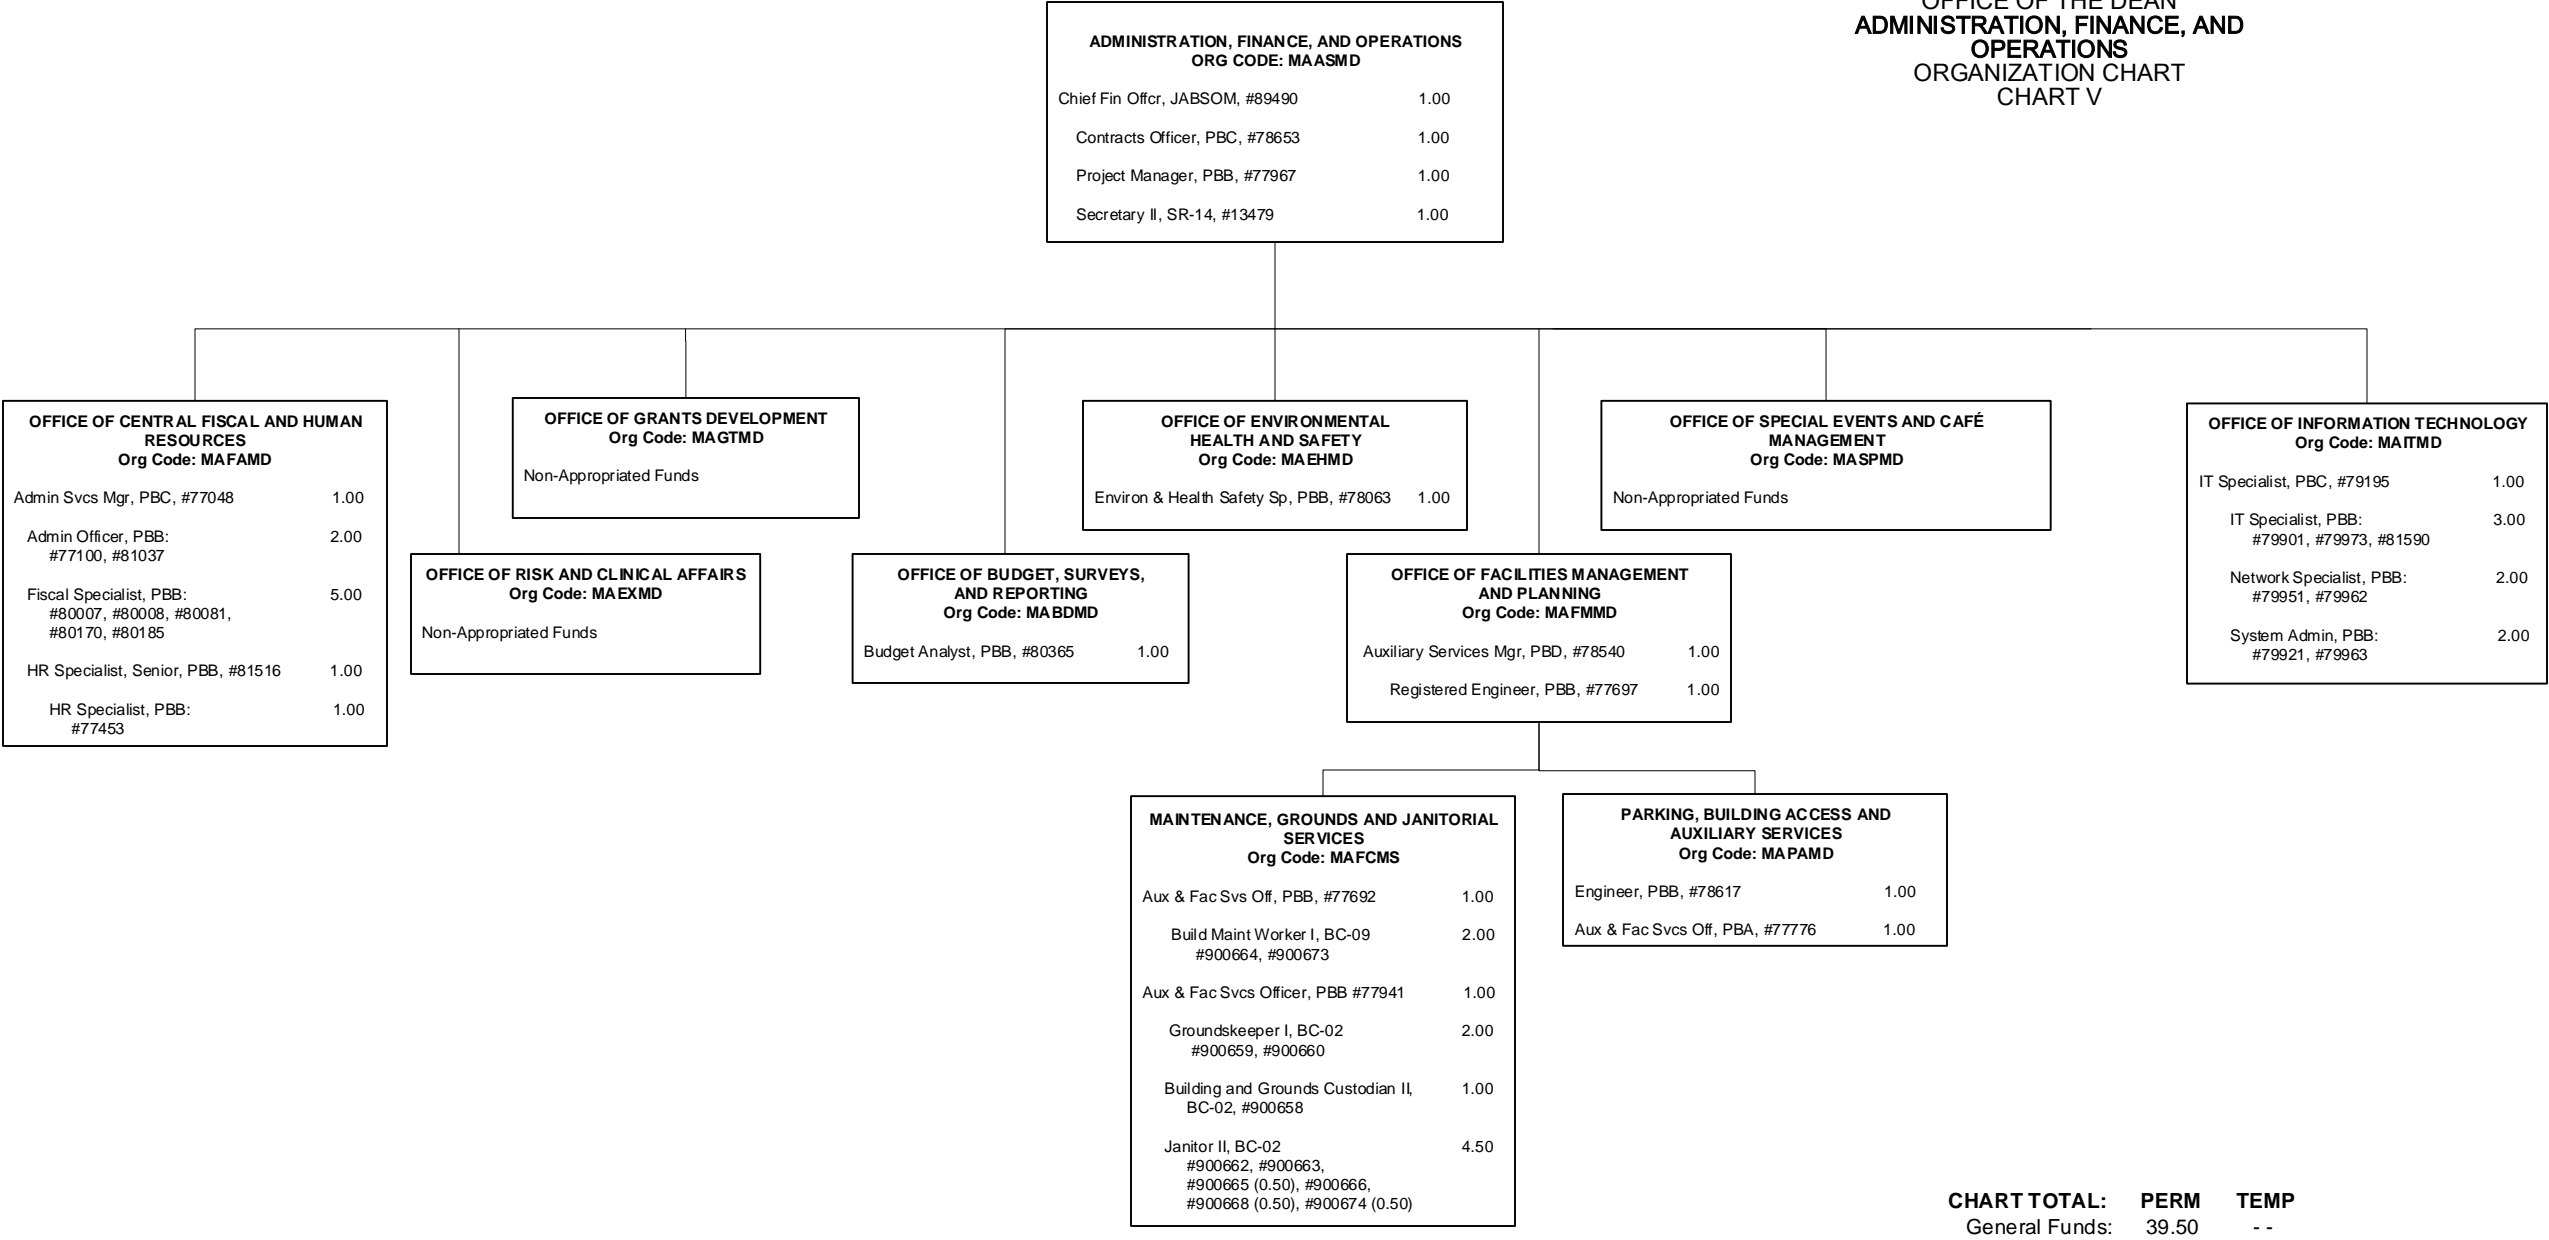 OFFICE OF THE DEAN
ADMINISTRATION, FINANCE, AND
OPERATIONS
ORGANIZATION CHART
CHART V
ADMINISTRATION, FINANCE, AND OPERATIONS
ORG CODE: MAASMD
Chief Fin Offcr, JABSOM, #89490 1.00
Contracts Officer, PBC, #78653 1.00
Project Manager, PBB, #77967 1.00
Secretary II, SR-14, #13479 1.00
OFFICE OF CENTRAL FISCAL AND HUMAN
RESOURCES
Org Code: MAFAMD
Admin Svcs Mgr, PBC, #77048 1.00
Admin Officer, PBB: 2.00
#77100, #81037
Fiscal Specialist, PBB: 5.00
#80007, #80008, #80081,
#80170, #80185
HR Specialist, Senior, PBB, #81516 1.00
HR Specialist, PBB: 1.00
#77453
OFFICE OF GRANTS DEVELOPMENT
Org Code: MAGTMD
Non-Appropriated Funds
OFFICE OF RISK AND CLINICAL AFFAIRS
Org Code: MAEXMD
Non-Appropriated Funds
OFFICE OF BUDGET, SURVEYS,
AND REPORTING
Org Code: MABDMD
Budget Analyst, PBB, #80365 1.00
OFFICE OF ENVIRONMENTAL
HEALTH AND SAFETY
Org Code: MAEHMD
Environ & Health Safety Sp, PBB, #78063 1.00
OFFICE OF FACILITIES MANAGEMENT
AND PLANNING
Org Code: MAFMMD
Auxiliary Services Mgr, PBD, #78540 1.00
Registered Engineer, PBB, #77697 1.00
OFFICE OF SPECIAL EVENTS AND CAFÉ
MANAGEMENT
Org Code: MASPMD
Non-Appropriated Funds
OFFICE OF INFORMATION TECHNOLOGY
Org Code: MAITMD
IT Specialist, PBC, #79195 1.00
IT Specialist, PBB: 3.00
#79901, #79973, #81590
Network Specialist, PBB: 2.00
#79951, #79962
System Admin, PBB: 2.00
#79921, #79963
MAINTENANCE, GROUNDS AND JANITORIAL
SERVICES
Org Code: MAFCMS
Aux & Fac Svs Off, PBB, #77692 1.00
Build Maint Worker I, BC-09 2.00
#900664, #900673
Aux & Fac Svcs Officer, PBB #77941 1.00
Groundskeeper I, BC-02 2.00
#900659, #900660
Building and Grounds Custodian II, 1.00
BC-02, #900658
Janitor II, BC-02 4.50
#900662, #900663,
#900665 (0.50), #900666,
#900668 (0.50), #900674 (0.50)
PARKING, BUILDING ACCESS AND
AUXILIARY SERVICES
Org Code: MAPAMD
Engineer, PBB, #78617 1.00
Aux & Fac Svcs Off, PBA, #77776 1.00
CHART TOTAL: PERM TEMP
General Funds: 39.50 - -